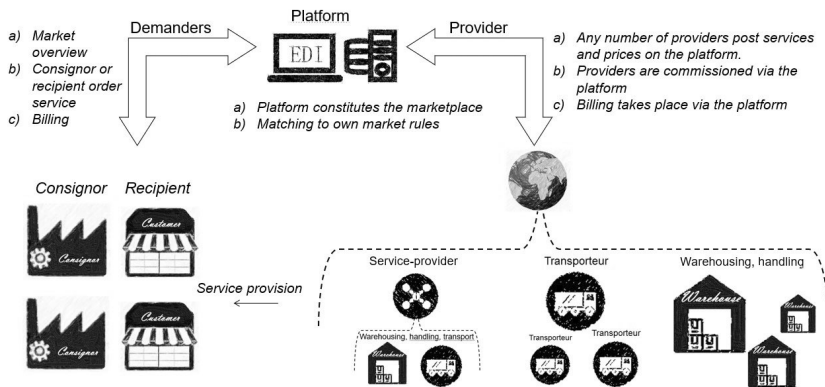 Demanders
Platform
Provider
EDI
a) Market
overview
b) Consignor or
recipient order
service
c) Billing
a) Platform constitutes the marketplace
b) Matching to own market rules
a) Any number of providers post services
and prices on the platform.
b) Providers are commissioned via the
platform
c) Billing takes place via the platform
Consignor
Recipient
Consignor
Customer
Consignor
Customer
Service provision
Service-provider
Warehousing, handling, transport
Warehouse
Transporteur
Transporteur
Transporteur
Warehousing, handling
Warehouse
Warehouse
Warehouse